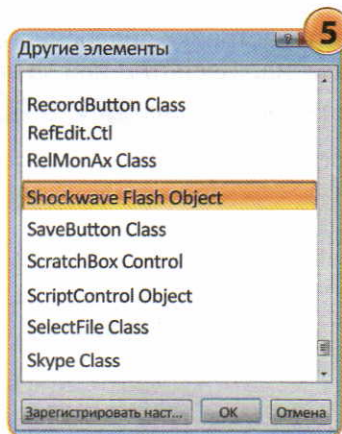 5
Другие элементы
RecordButton Class
RefEdit.Ctl
RelMonAx Class
Shockwave Flash Object
SaveButton Class
ScratchBox Control
ScriptControl Object
SelectFile Class
Skype Class
Зарегистрировать наст...
ОК
Отмена